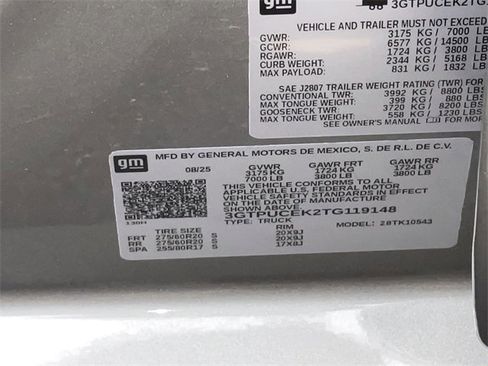 gm
3GTPUCEK2TG
VEHICLE AND TRAILER MUST NOT EXCEED
GVWR: 3175 KG / 7000 LB
GCWR: 6577 KG / 14500 LB
RGAWR: 1724 KG / 3800 LB
CURB WEIGHT: 2344 KG / 5168 LB
MAX PAYLOAD: 831 KG / 1832 LB
SAE J2807 TRAILER WEIGHT RATING (TWR) FOR
CONVENTIONAL TWR: 3992 KG / 8800 LBS
MAX TONGUE WEIGHT: 399 KG / 880 LBS
GOOSENECK TWR: 3720 KG / 8200 LBS
MAX TONGUE WEIGHT: 558 KG / 1230 LBS
SEE OWNER'S MANUAL FOR
gm
MFD BY GENERAL MOTORS DE MEXICO, S. DE R.L. DE C.V.
08/25 GVWR GAWR FRT GAWR RR
3175 KG 1724 KG 1724 KG
7000 LB 3800 LB 3800 LB
THIS VEHICLE CONFORMS TO ALL APPLICABLE
U.S. FEDERAL MOTOR
VEHICLE SAFETY STANDARDS IN
EFFECT ON THE DATE OF MANUFACTURE
SHOWN ABOVE.
3GTPUCEK2TG119148
TYPE: TRUCK MODEL: 28TK10543
TIRE SIZE RIM
FRT 275/60R20 S 20X9J
RR 275/60R20 S 20X9J
SPA 255/80R17 S 17X8J